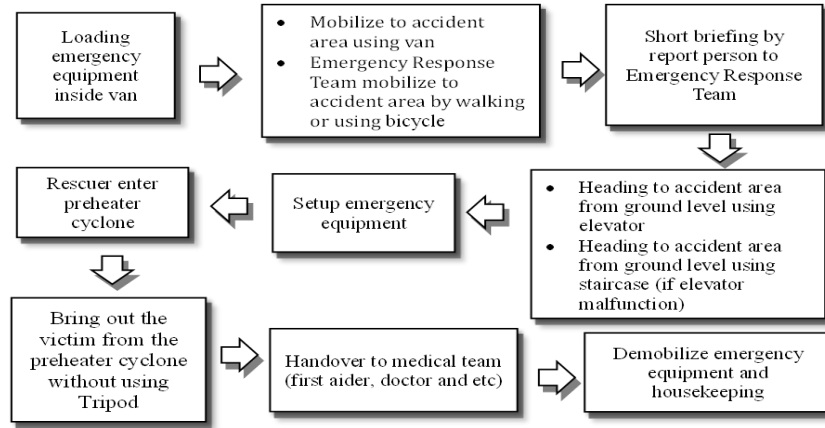 Loading
emergency
equipment
inside van
• Mobilize to accident
area using van
• Emergency Response
Team mobilize to
accident area by walking
or using bicycle
Short briefing by
report person to
Emergency Response
Team
• Heading to accident area
from ground level using
elevator
• Heading to accident area
from ground level using
staircase (if elevator
malfunction)
Setup emergency
equipment
Rescuer enter
preheater
cyclone
Bring out the
victim from the
preheater cyclone
without using
Tripod
Handover to medical team
(first aider, doctor and etc)
Demobilize emergency
equipment and
housekeeping